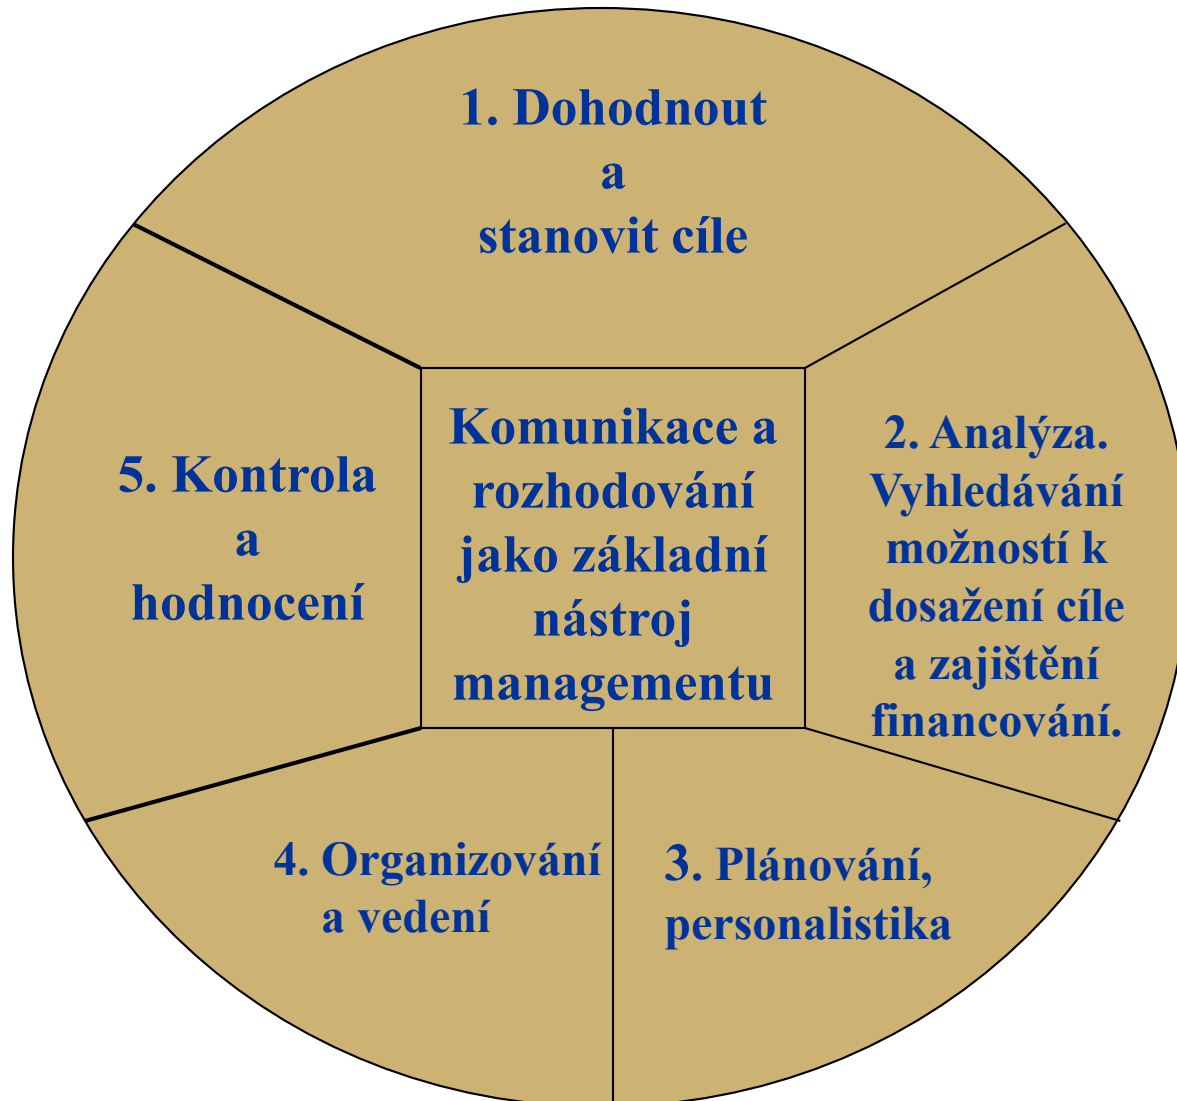 1. Dohodnout
a
stanovit cíle
Komunikace a
rozhodování
jako základní
nástroj
managementu
2. Analýza.
Vyhledávání
možností k
dosažení cíle
a zajištění
financování.
3. Plánování,
personalistika
4. Organizování
a vedení
5. Kontrola
a
hodnocení